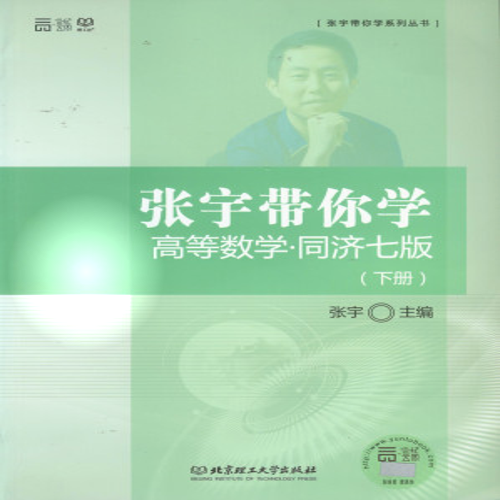 [ 张宇带你学系列丛书 ]
张宇带你学
高等数学·同济七版
（下册）
张宇 主编
北京理工大学出版社